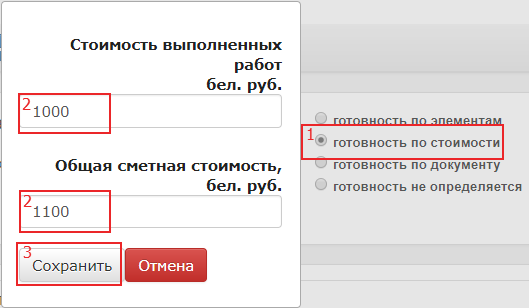 Стоимость выполненных
работ
бел. руб.
2 1000
Общая сметная стоимость,
бел. руб.
2 1100
3 Сохранить Отмена
готовность по элементам
1 готовность по стоимости
готовность по документу
готовность не определяется